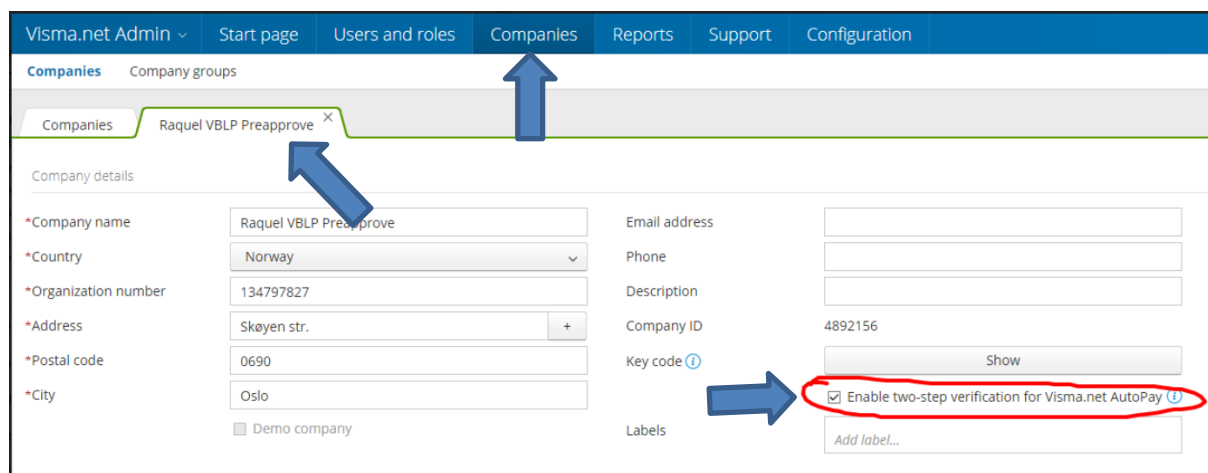 Visma.net Admin Start page Users and roles Companies Reports Support Configuration
Companies Company groups
Companies Raquel VBLP Preapprove ×
Company details
*Company name Raquel VBLP Preapprove Email address
*Country Norway Phone
*Organization number 134797827 Description
*Address Skøyen str. + Company ID 4892156
*Postal code 0690 Key code i Show
*City Oslo Enable two-step verification for Visma.net AutoPay i
Demo company Labels Add label...